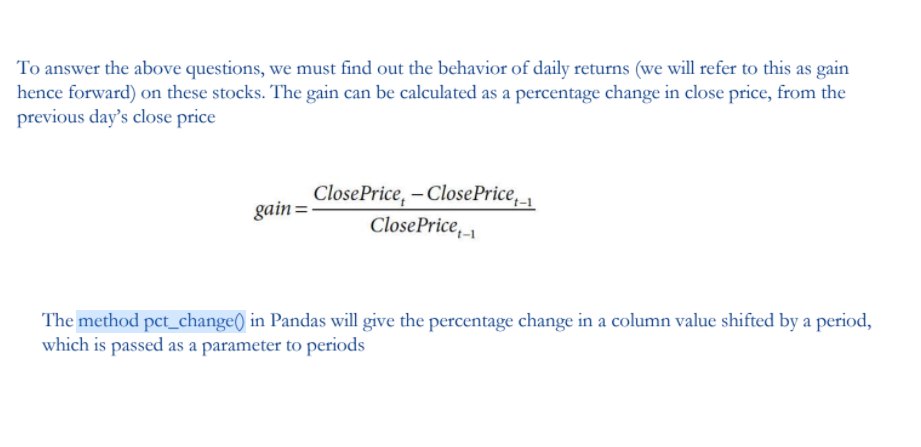 To answer the above questions, we must find out the behavior of daily returns (we will refer to this as gain
hence forward) on these stocks. The gain can be calculated as a percentage change in close price, from the
previous day's close price
gain = (ClosePrice_t − ClosePrice_{t−1}) / ClosePrice_{t−1}
The method pct_change() in Pandas will give the percentage change in a column value shifted by a period,
which is passed as a parameter to periods